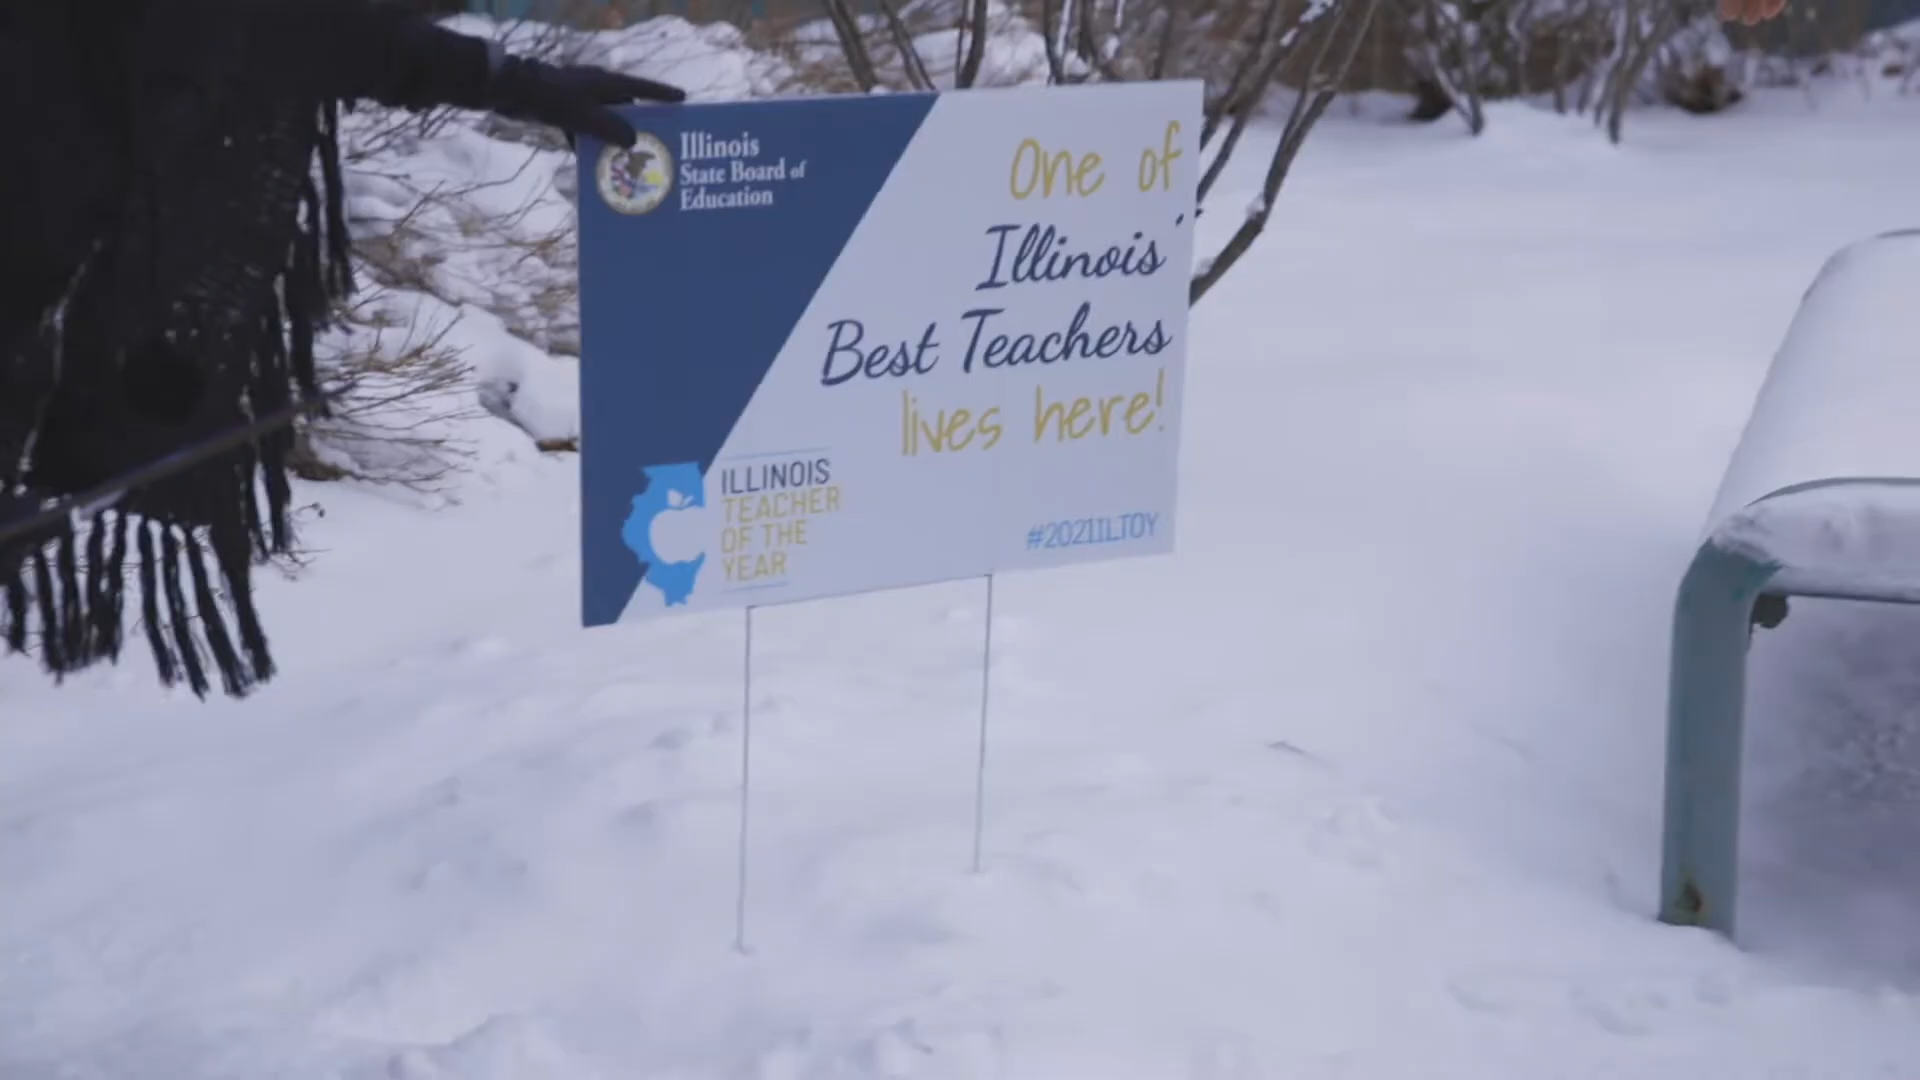 Illinois
State Board of
Education
One of
Illinois'
Best Teachers
lives here!
ILLINOIS
TEACHER
OF THE
YEAR
#2021ILTOY